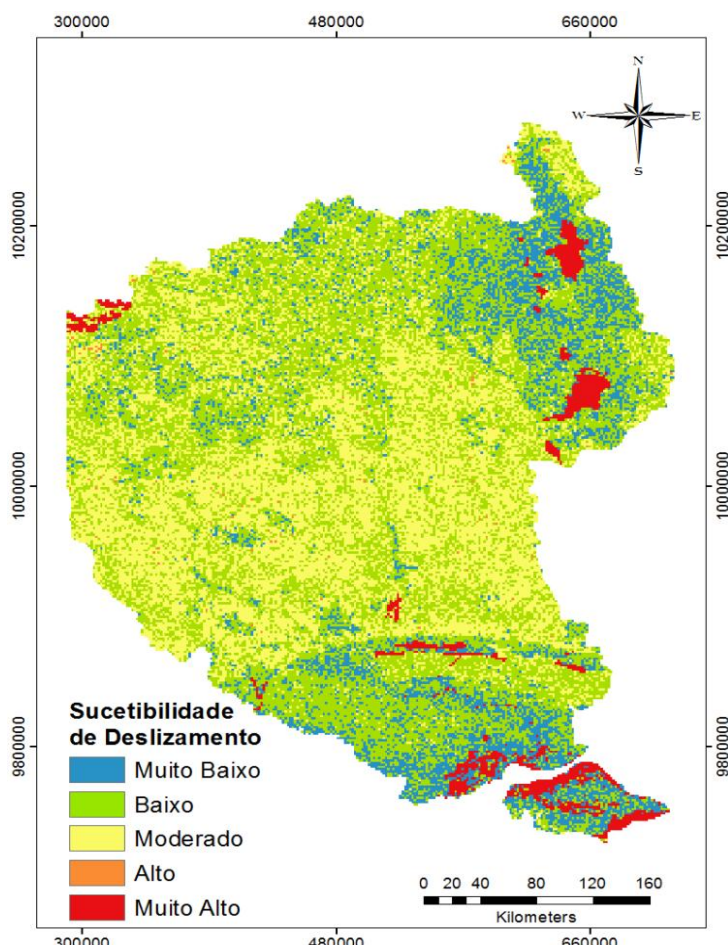 300000 480000 660000
N
W E
S
10200000 10200000
10000000 10000000
9800000 9800000
Sucetibilidade
de Deslizamento
Muito Baixo
Baixo
Moderado
Alto
Muito Alto
0 20 40 80 120 160
Kilometers
300000 480000 660000